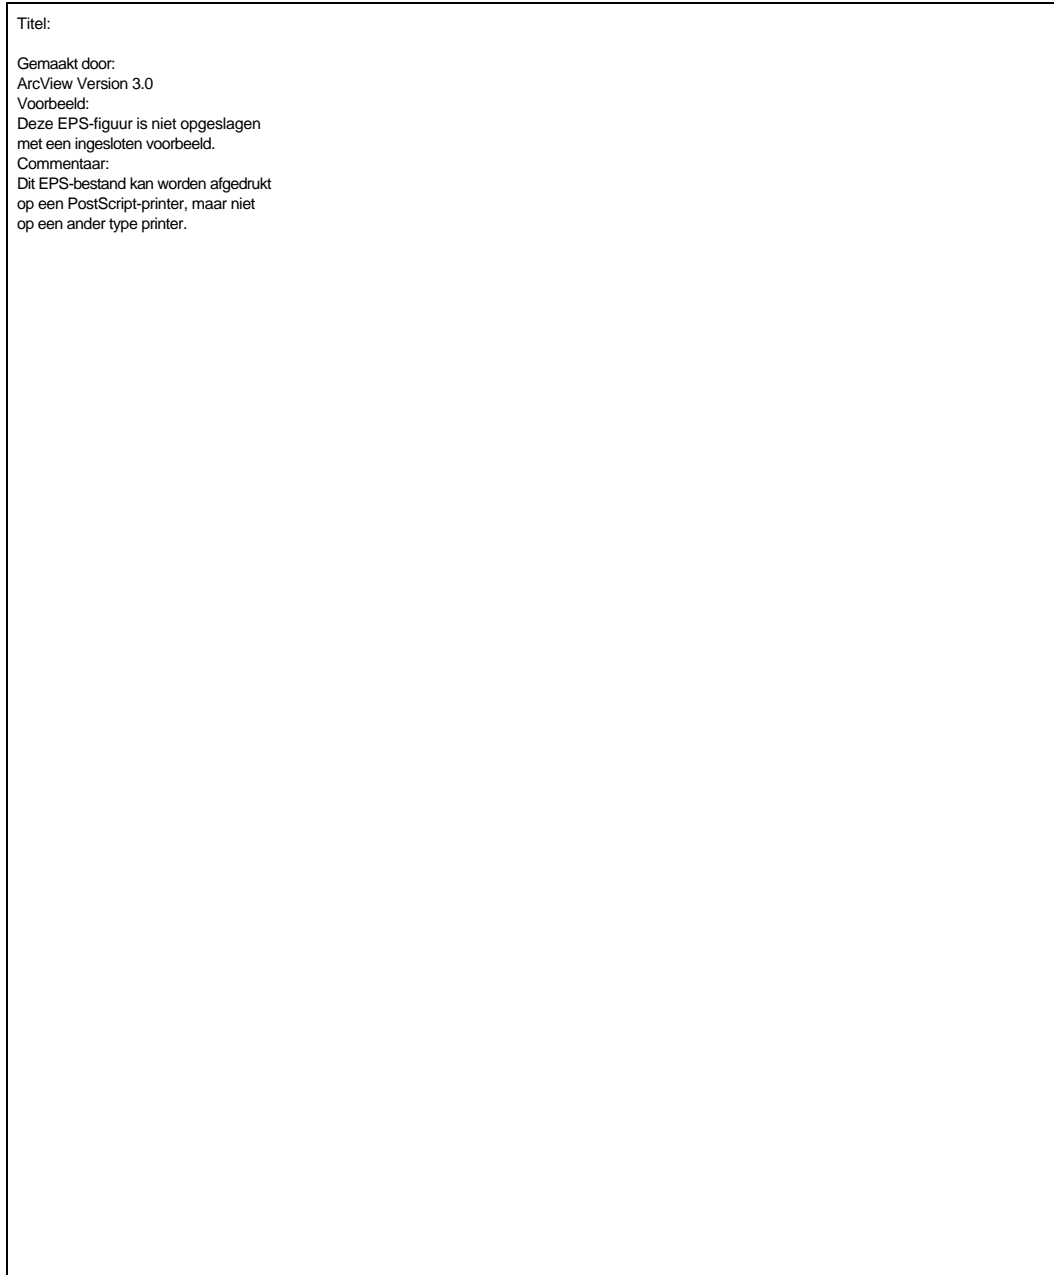 Titel:
Gemaakt door:
ArcView Version 3.0
Voorbeeld:
Deze EPS-figuur is niet opgeslagen
met een ingesloten voorbeeld.
Commentaar:
Dit EPS-bestand kan worden afgedrukt
op een PostScript-printer, maar niet
op een ander type printer.